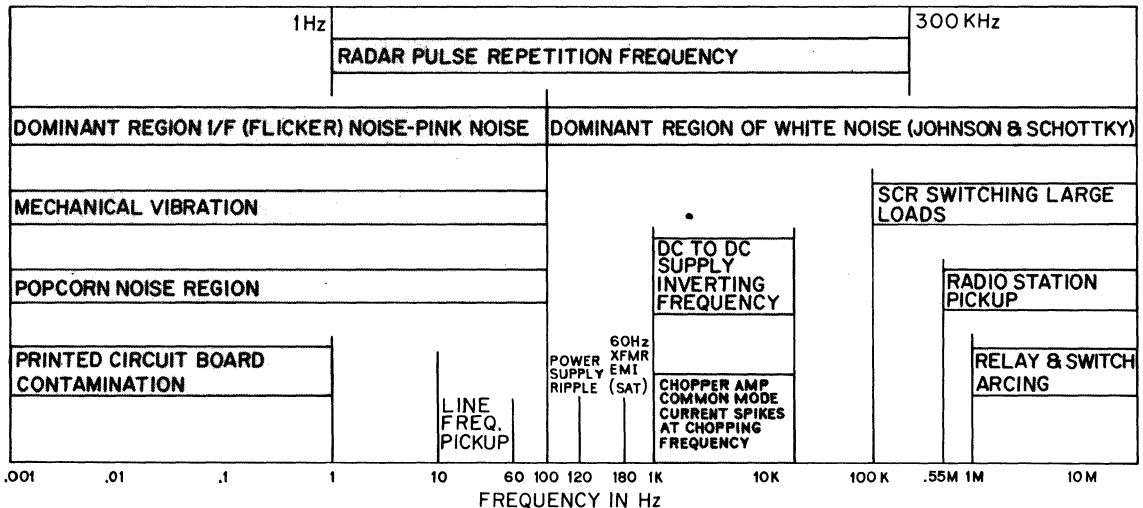 1Hz
300 KHz
RADAR PULSE REPETITION FREQUENCY
DOMINANT REGION 1/F (FLICKER) NOISE-PINK NOISE
DOMINANT REGION OF WHITE NOISE (JOHNSON & SCHOTTKY)
MECHANICAL VIBRATION
SCR SWITCHING LARGE
LOADS
DC TO DC
SUPPLY
INVERTING
FREQUENCY
POPCORN NOISE REGION
RADIO STATION
PICKUP
PRINTED CIRCUIT BOARD
CONTAMINATION
LINE
FREQ.
PICKUP
POWER
SUPPLY
RIPPLE
60Hz
XFMR
EMI
(SAT)
CHOPPER AMP
COMMON MODE
CURRENT SPIKES
AT CHOPPING
FREQUENCY
RELAY & SWITCH
ARCING
.001 .01 .1 1 10 60 100 120 180 1K 10K 100K .55M 1M 10M
FREQUENCY IN Hz